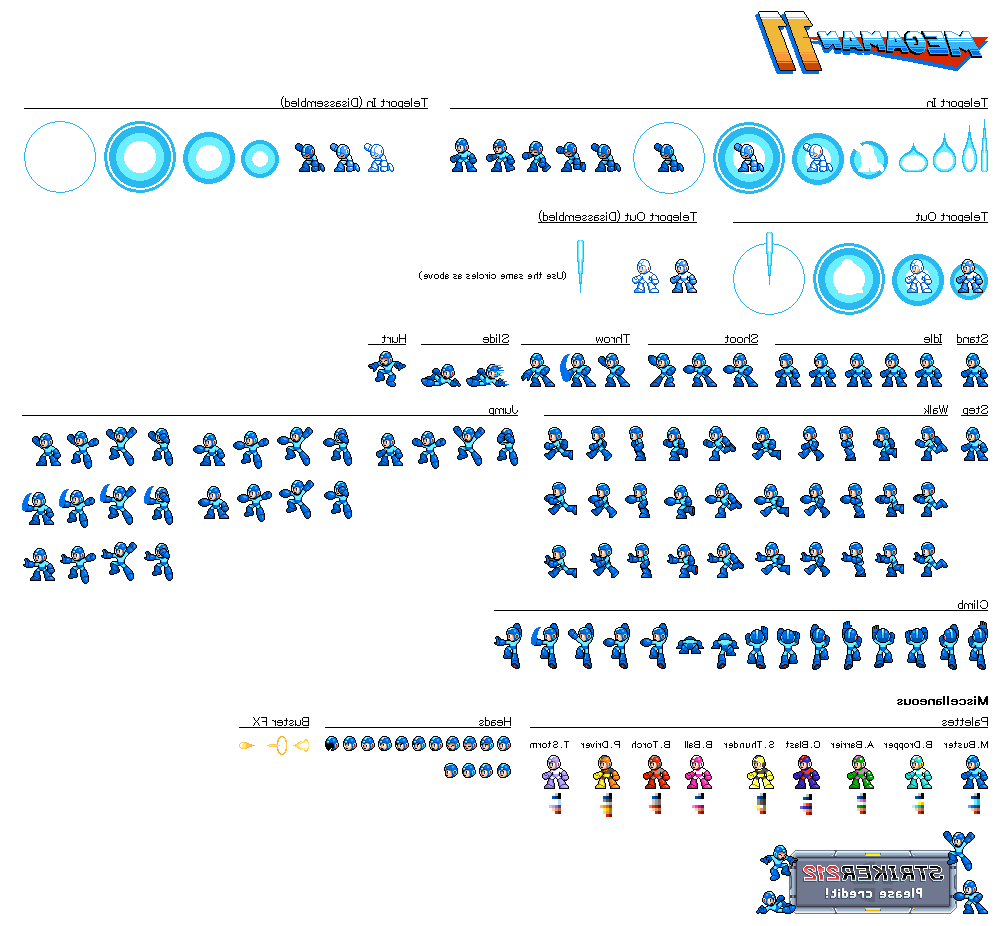 MEGAMAN 11
Teleport In
Teleport In (Disassembled)
Teleport Out
Teleport Out (Disassembled)
(Use the same circles as above)
Stand
Idle
Shoot
Throw
Slide
Hurt
Step
Walk
Jump
Climb
Miscellaneous
Palettes
Heads
Buster FX
M.Buster
B.Dropper
A.Barrier
C.Blast
S.Thunder
B.Ball
B.Torch
P.Driver
T.Storm
STRIKER212
Please credit!